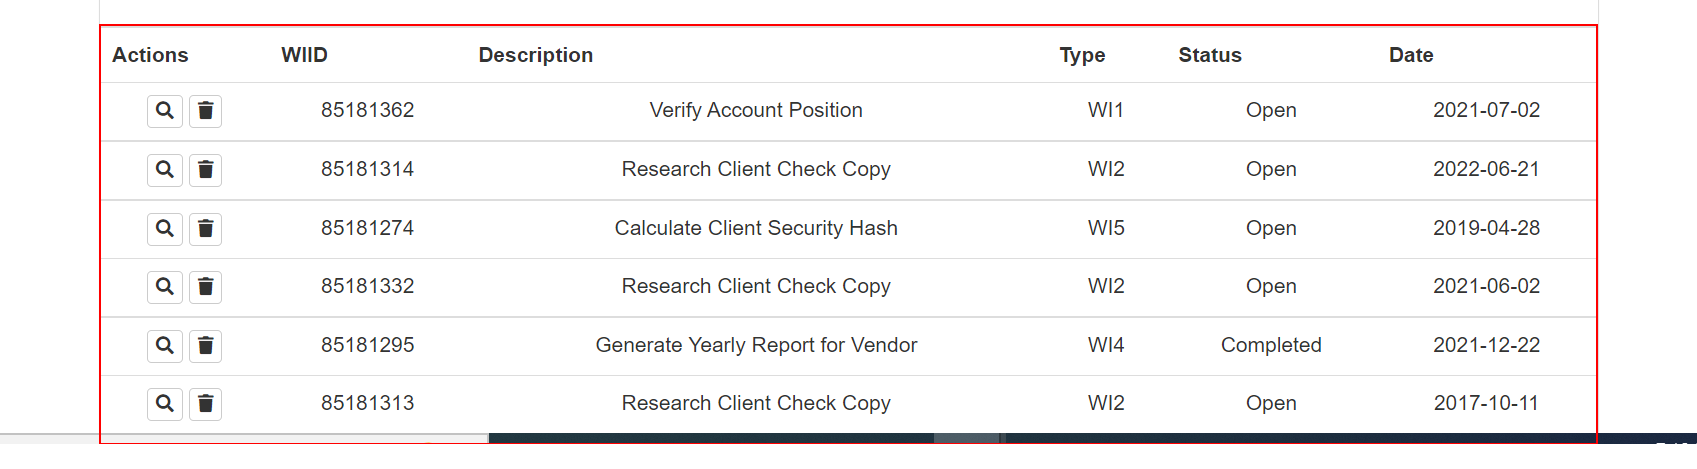 Actions WIID Description Type Status Date
85181362 Verify Account Position WI1 Open 2021-07-02
85181314 Research Client Check Copy WI2 Open 2022-06-21
85181274 Calculate Client Security Hash WI5 Open 2019-04-28
85181332 Research Client Check Copy WI2 Open 2021-06-02
85181295 Generate Yearly Report for Vendor WI4 Completed 2021-12-22
85181313 Research Client Check Copy WI2 Open 2017-10-11